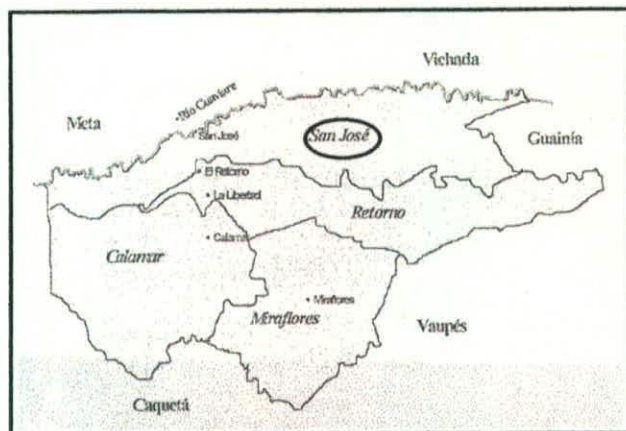 Vichada
Río Guaviare
Meta
San José
San José
Guainía
El Retorno
La Libertad
Retorno
Calamar
Calamar
Miraflores
Miraflores
Vaupés
Caquetá